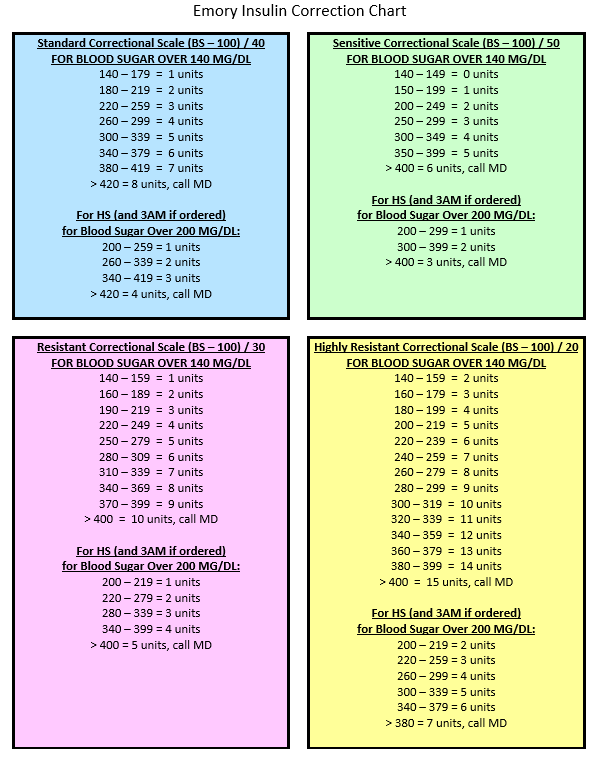 Emory Insulin Correction Chart
Standard Correctional Scale (BS – 100) / 40
FOR BLOOD SUGAR OVER 140 MG/DL
140 – 179 = 1 units
180 – 219 = 2 units
220 – 259 = 3 units
260 – 299 = 4 units
300 – 339 = 5 units
340 – 379 = 6 units
380 – 419 = 7 units
> 420 = 8 units, call MD
For HS (and 3AM if ordered)
for Blood Sugar Over 200 MG/DL:
200 – 259 = 1 units
260 – 339 = 2 units
340 – 419 = 3 units
> 420 = 4 units, call MD
Sensitive Correctional Scale (BS – 100) / 50
FOR BLOOD SUGAR OVER 140 MG/DL
140 – 149 = 0 units
150 – 199 = 1 units
200 – 249 = 2 units
250 – 299 = 3 units
300 – 349 = 4 units
350 – 399 = 5 units
> 400 = 6 units, call MD
For HS (and 3AM if ordered)
for Blood Sugar Over 200 MG/DL:
200 – 299 = 1 units
300 – 399 = 2 units
> 400 = 3 units, call MD
Resistant Correctional Scale (BS – 100) / 30
FOR BLOOD SUGAR OVER 140 MG/DL
140 – 159 = 1 units
160 – 189 = 2 units
190 – 219 = 3 units
220 – 249 = 4 units
250 – 279 = 5 units
280 – 309 = 6 units
310 – 339 = 7 units
340 – 369 = 8 units
370 – 399 = 9 units
> 400 = 10 units, call MD
For HS (and 3AM if ordered)
for Blood Sugar Over 200 MG/DL:
200 – 219 = 1 units
220 – 279 = 2 units
280 – 339 = 3 units
340 – 399 = 4 units
> 400 = 5 units, call MD
Highly Resistant Correctional Scale (BS – 100) / 20
FOR BLOOD SUGAR OVER 140 MG/DL
140 – 159 = 2 units
160 – 179 = 3 units
180 – 199 = 4 units
200 – 219 = 5 units
220 – 239 = 6 units
240 – 259 = 7 units
260 – 279 = 8 units
280 – 299 = 9 units
300 – 319 = 10 units
320 – 339 = 11 units
340 – 359 = 12 units
360 – 379 = 13 units
380 – 399 = 14 units
> 400 = 15 units, call MD
For HS (and 3AM if ordered)
for Blood Sugar Over 200 MG/DL:
200 – 219 = 2 units
220 – 259 = 3 units
260 – 299 = 4 units
300 – 339 = 5 units
340 – 379 = 6 units
> 380 = 7 units, call MD